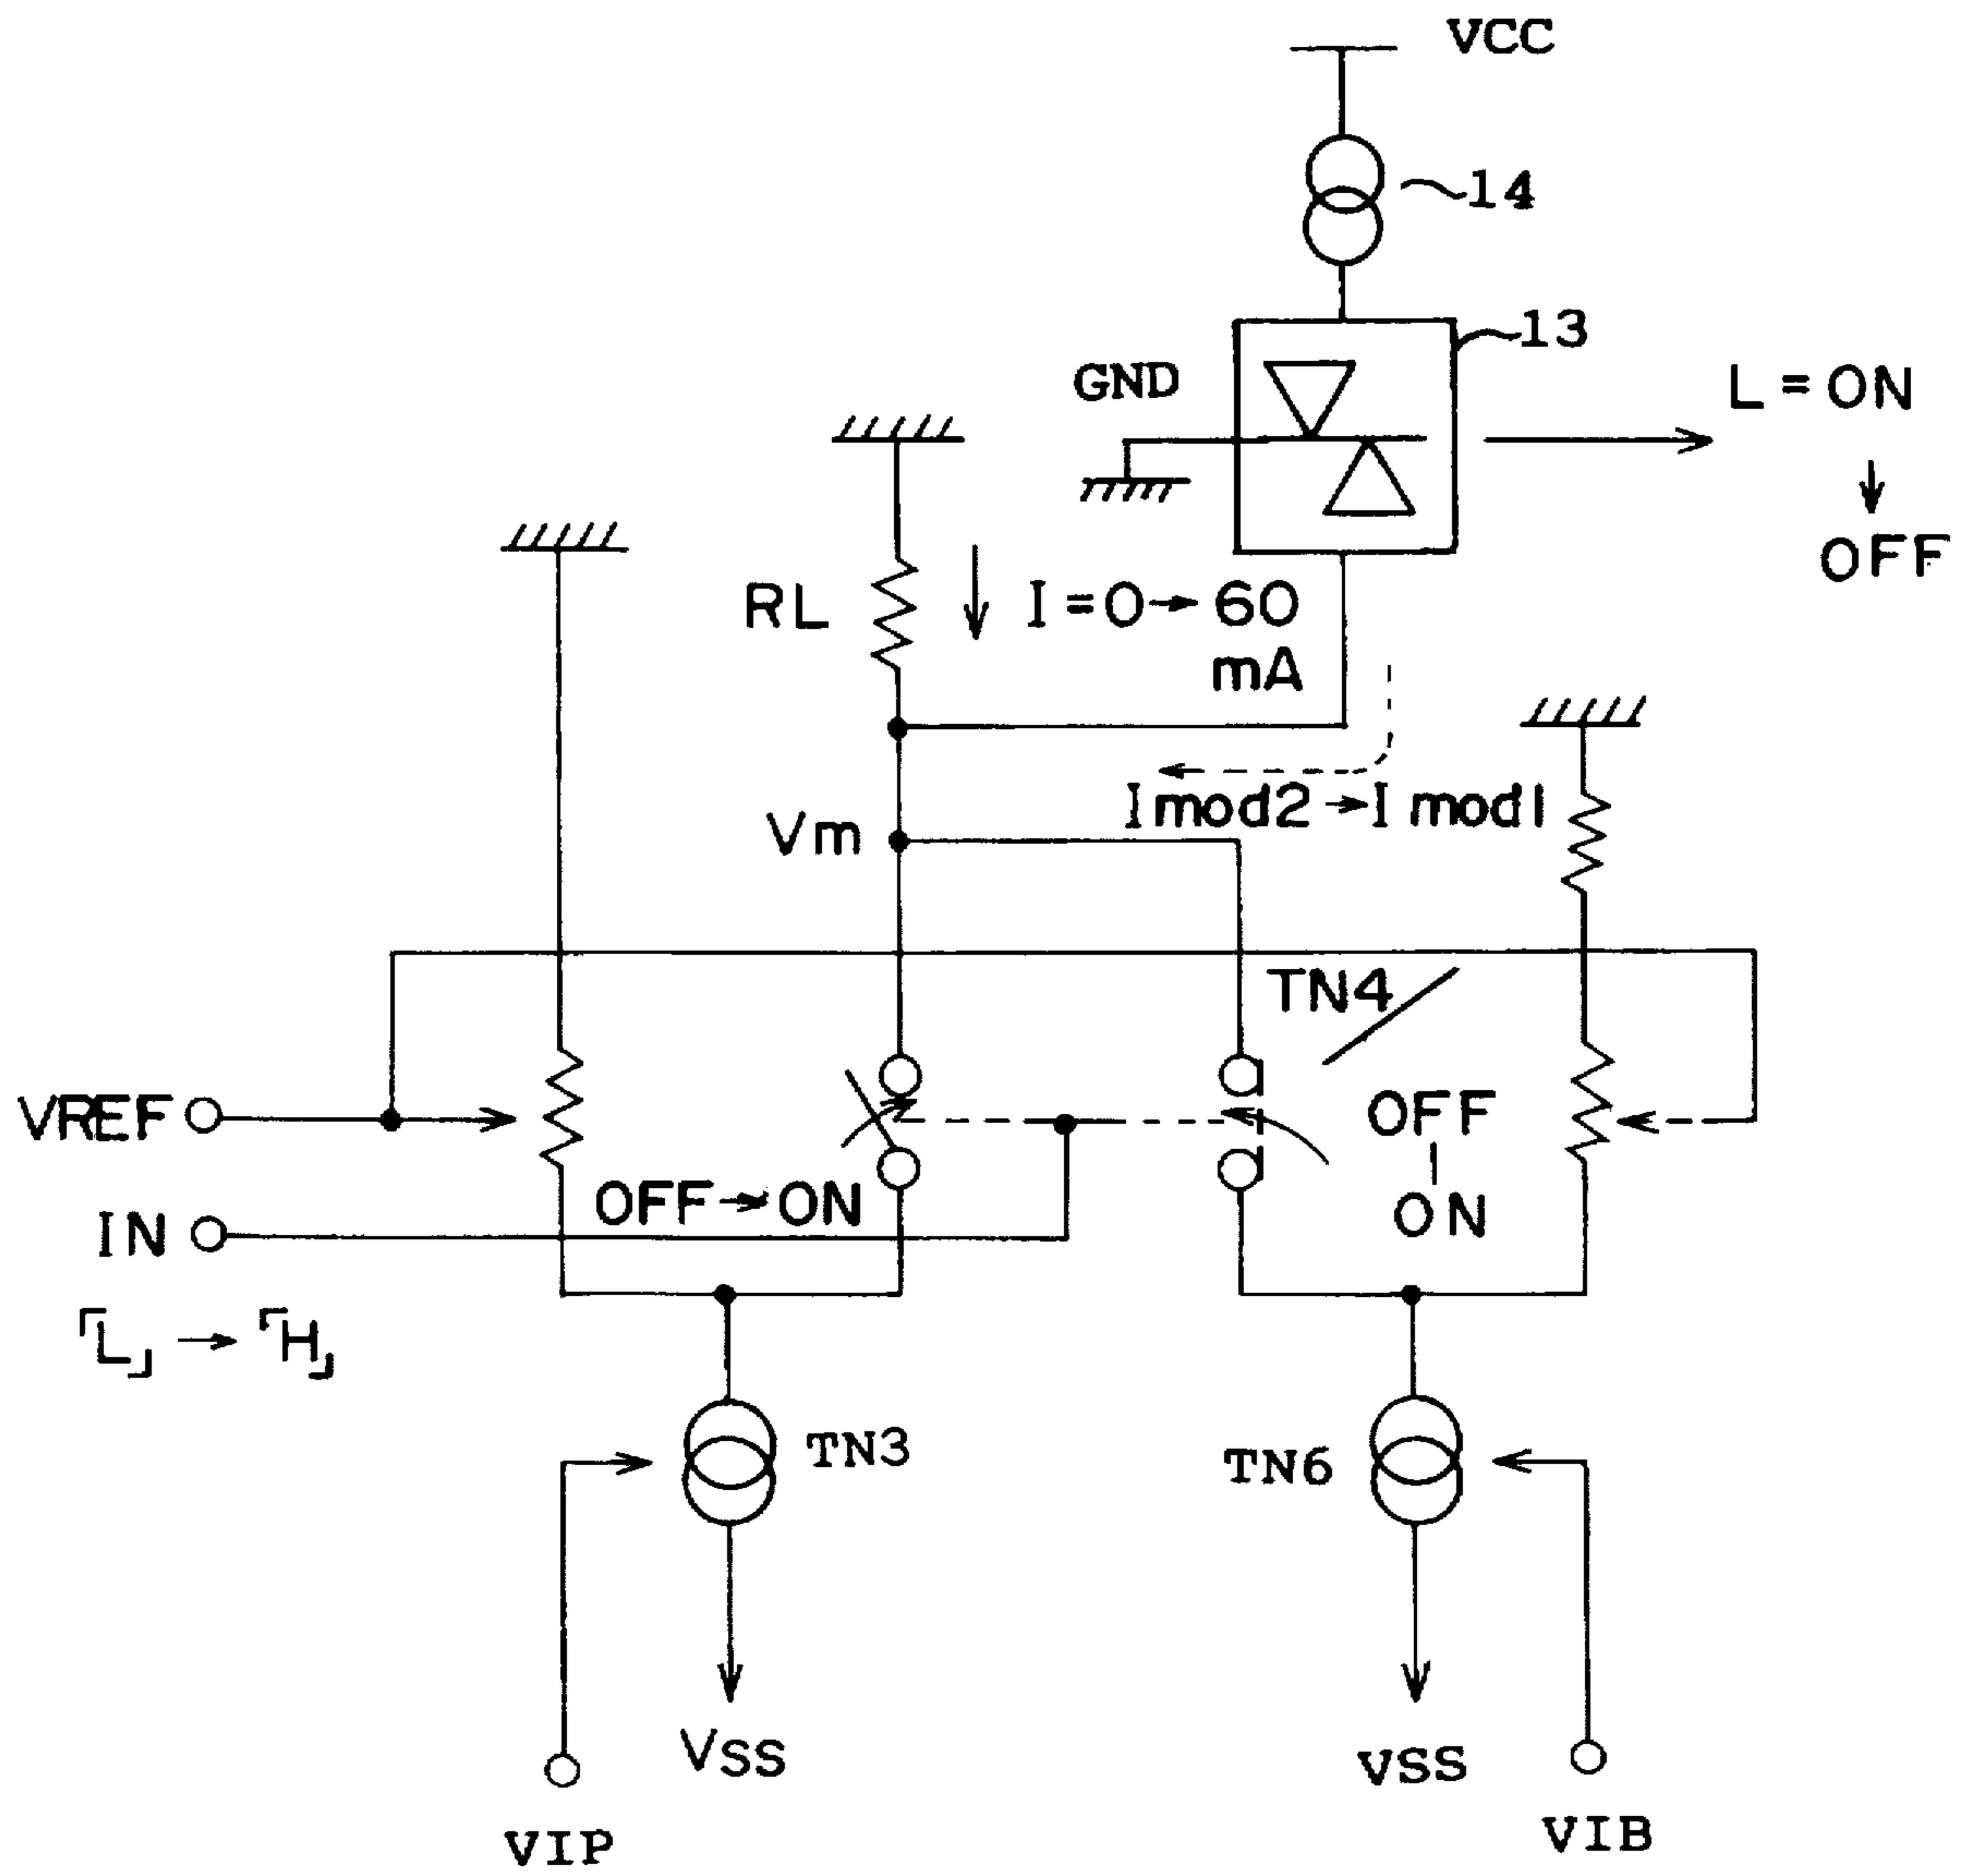 VCC
14
13
GND
L = ON
↓
OFF
RL
I = 0 → 60
mA
Imod2 → Imod1
Vm
TN4
VREF
OFF
ON
OFF → ON
IN
「L」 → 「H」
TN3
TN6
VSS
VSS
VIP
VIB